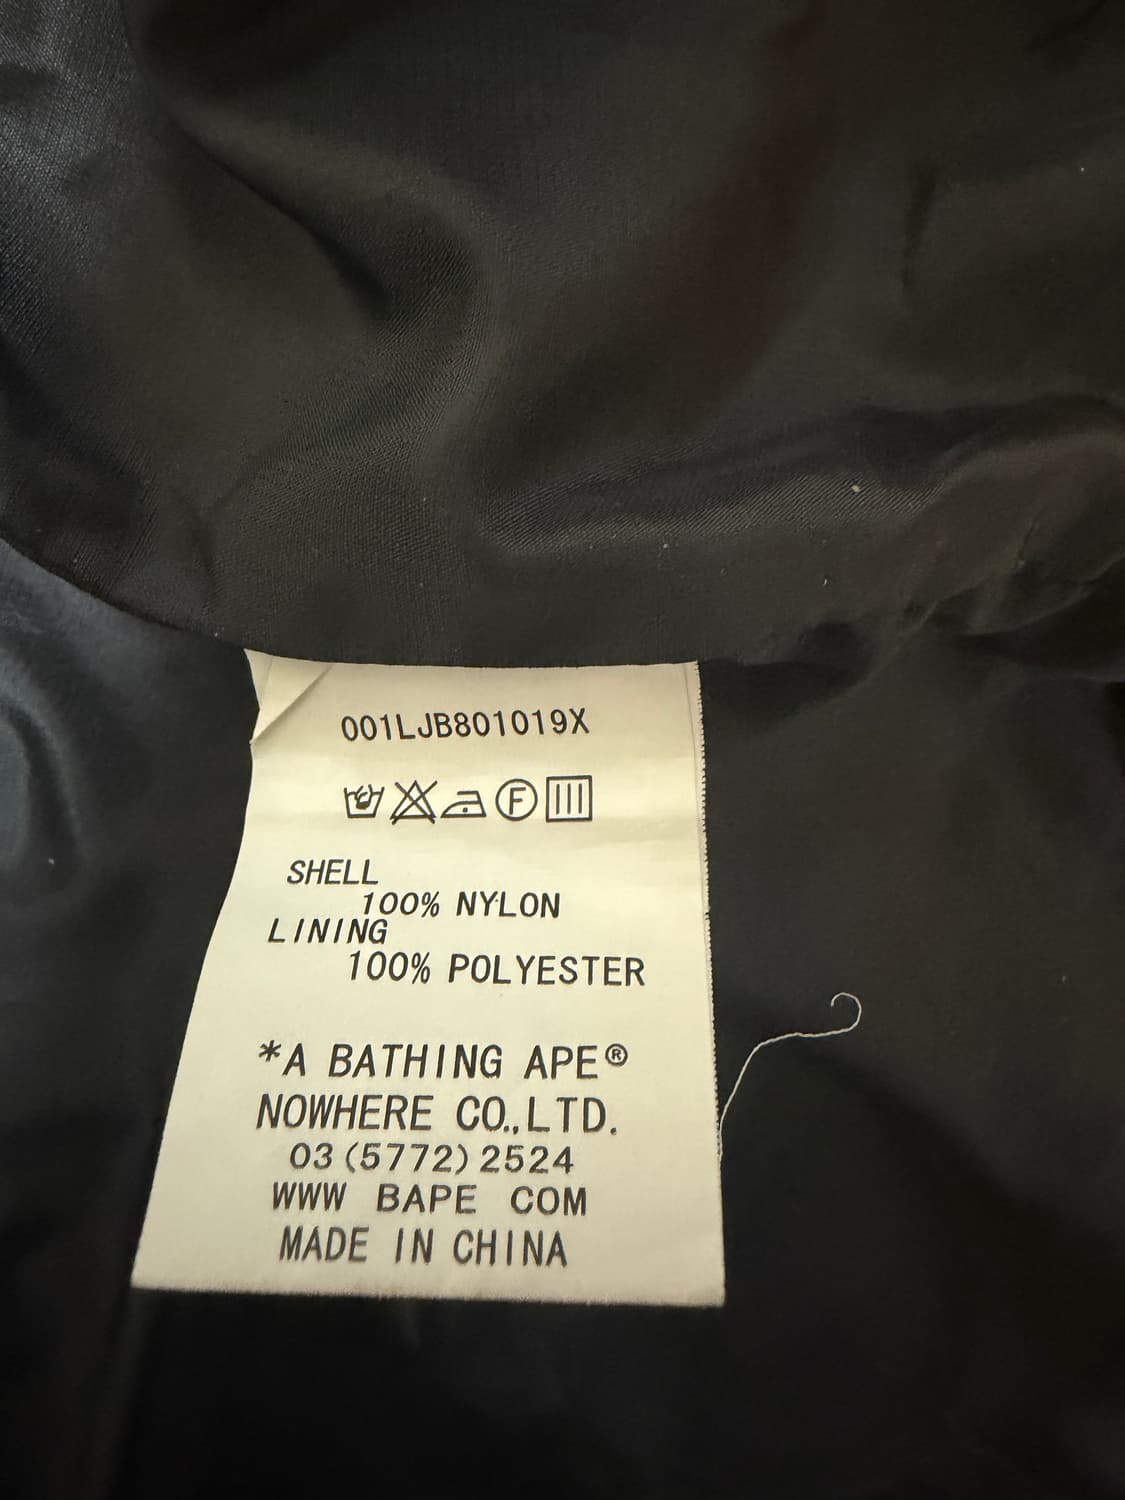 001LJB801019X
F
SHELL
100% NYLON
LINING
100% POLYESTER
*A BATHING APE®
NOWHERE CO.,LTD.
03(5772)2524
WWW BAPE COM
MADE IN CHINA